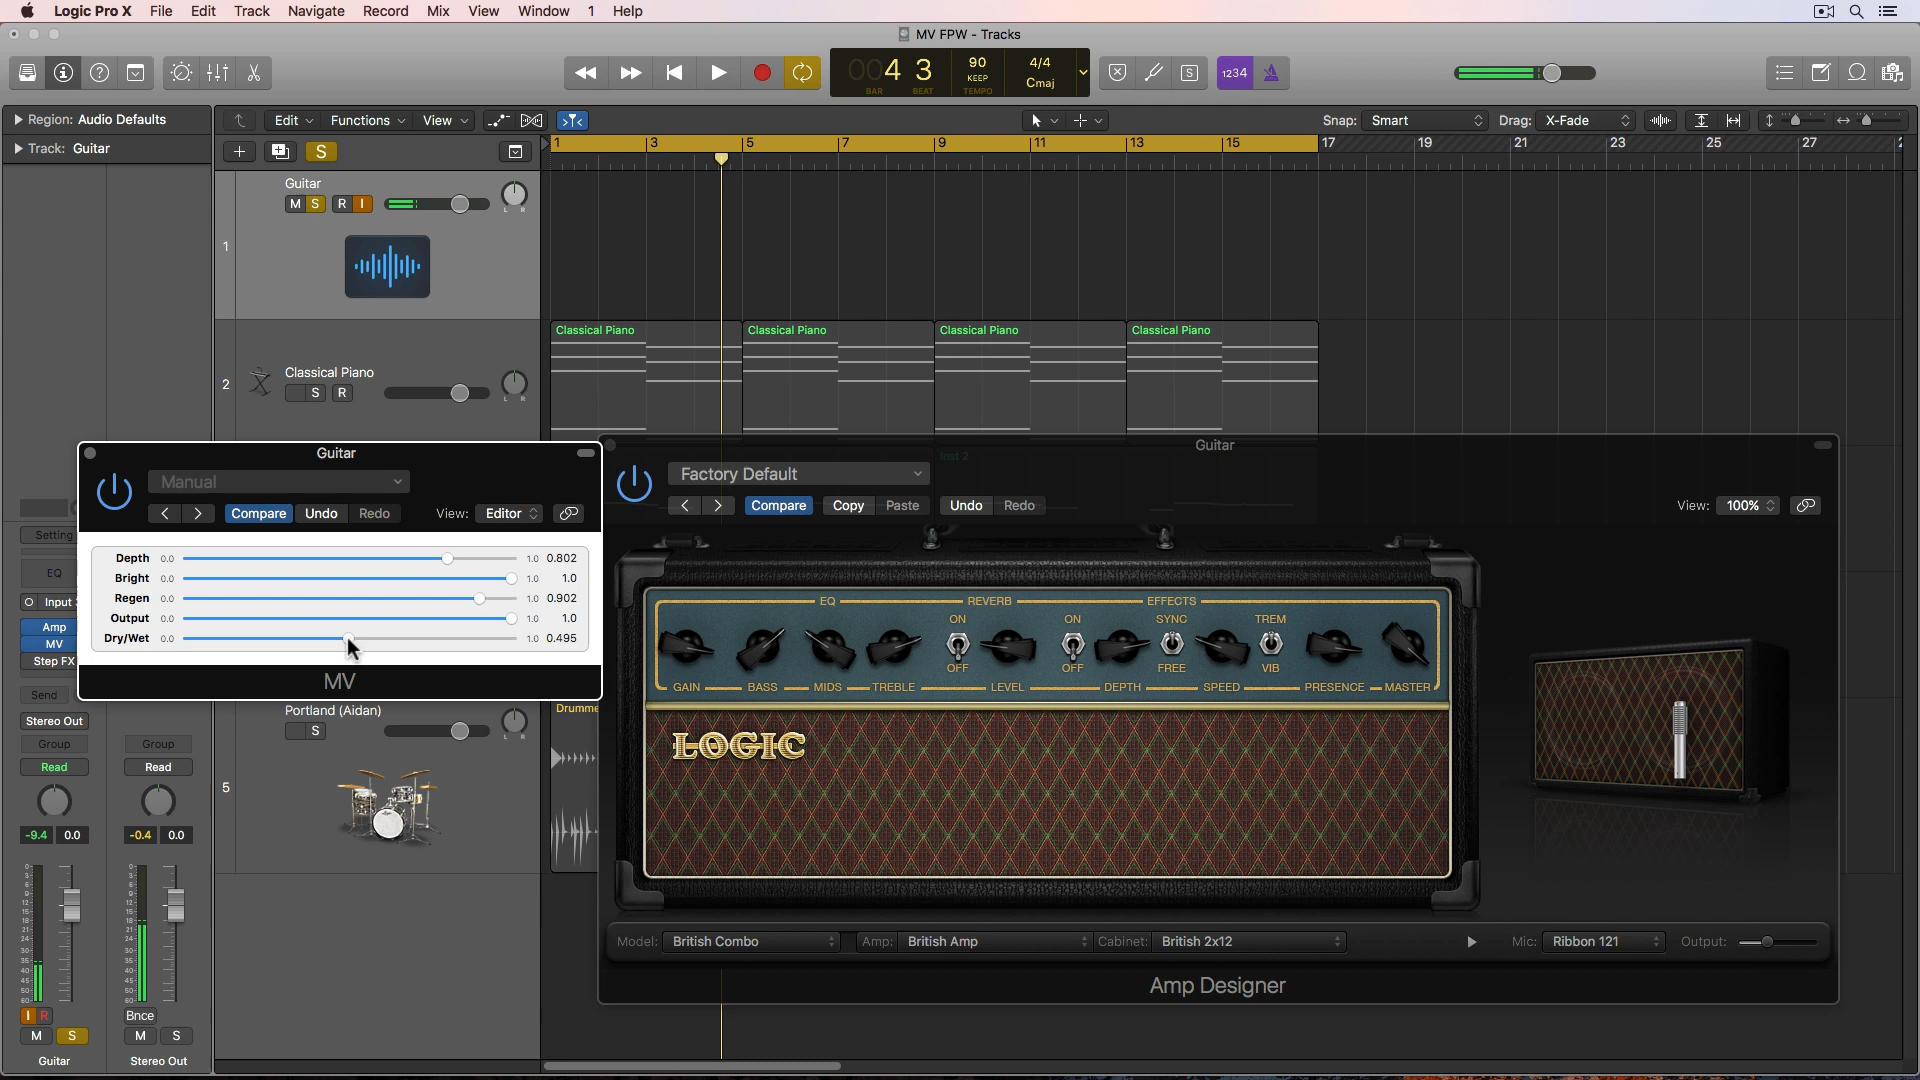 Logic Pro X File Edit Track Navigate Record Mix View Window 1 Help
MV FPW - Tracks
004 3 90 4/4
KEEP Cmaj
BAR BEAT TEMPO
1234
Region: Audio Defaults
Edit Functions View
Snap: Smart Drag: X-Fade
Track: Guitar
S
1 3 5 7 9 11 13 15 17 19 21 23 25 27
Guitar
M S R I
L R
1
Classical Piano Classical Piano Classical Piano Classical Piano
2
Classical Piano
S R
L R
Guitar
Manual
Compare Undo Redo View: Editor
Depth 0.0 1.0 0.802
Bright 0.0 1.0 1.0
Regen 0.0 1.0 0.902
Output 0.0 1.0 1.0
Dry/Wet 0.0 1.0 0.495
MV
Guitar
Inst 2
Factory Default
Compare Copy Paste Undo Redo View: 100%
EQ REVERB EFFECTS
ON ON SYNC TREM
OFF OFF FREE VIB
GAIN BASS MIDS TREBLE LEVEL DEPTH SPEED PRESENCE MASTER
LOGIC
Model: British Combo Amp: British Amp Cabinet: British 2x12 Mic: Ribbon 121 Output:
Amp Designer
Portland (Aidan)
S
L R
Drumme
5
Setting
EQ
Input
Amp
MV
Step FX
Send
Stereo Out
Group Group
Read Read
-9.4 0.0 -0.4 0.0
I R Bnce
M S M S
Guitar Stereo Out